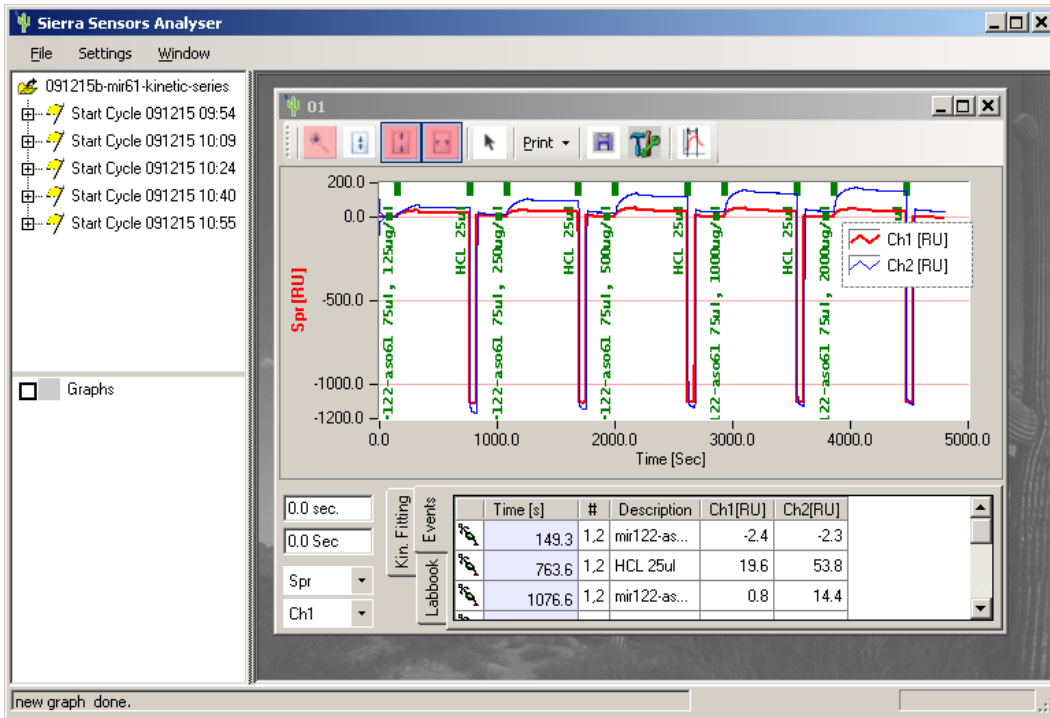 Sierra Sensors Analyser
File Settings Window
091215b-mir61-kinetic-series
Start Cycle 091215 09:54
Start Cycle 091215 10:09
Start Cycle 091215 10:24
Start Cycle 091215 10:40
Start Cycle 091215 10:55
Graphs
01
Print
Spr[RU]
200.0
0.0
-500.0
-1000.0
-1200.0
122-aso61 75ul, 125ug/
HCL 25ul
122-aso61 75ul, 250ug/
HCL 25ul
122-aso61 75ul, 500ug/
HCL 25ul
122-aso61 75ul, 1000ug/
HCL 25ul
122-aso61 75ul, 2000ug/
Ch1 [RU]
Ch2 [RU]
0.0 1000.0 2000.0 3000.0 4000.0 5000.0
Time [Sec]
0.0 sec.
0.0 Sec
Spr
Ch1
Kin. Fitting
Events
Labbook
Time [s] # Description Ch1[RU] Ch2[RU]
149.3 1,2 mir122-as... -2.4 -2.3
763.6 1,2 HCL 25ul 19.6 53.8
1076.6 1,2 mir122-as... 0.8 14.4
new graph done.